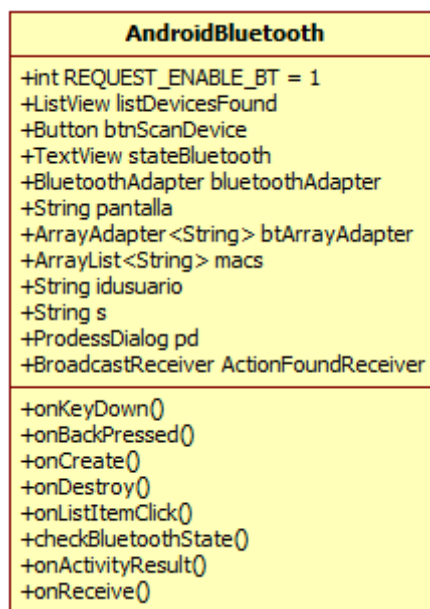 AndroidBluetooth
+int REQUEST_ENABLE_BT = 1
+ListView listDevicesFound
+Button btnScanDevice
+TextView stateBluetooth
+BluetoothAdapter bluetoothAdapter
+String pantalla
+ArrayAdapter<String> btArrayAdapter
+ArrayList<String> macs
+String idusuario
+String s
+ProdessDialog pd
+BroadcastReceiver ActionFoundReceiver
+onKeyDown()
+onBackPressed()
+onCreate()
+onDestroy()
+onListItemClick()
+checkBluetoothState()
+onActivityResult()
+onReceive()